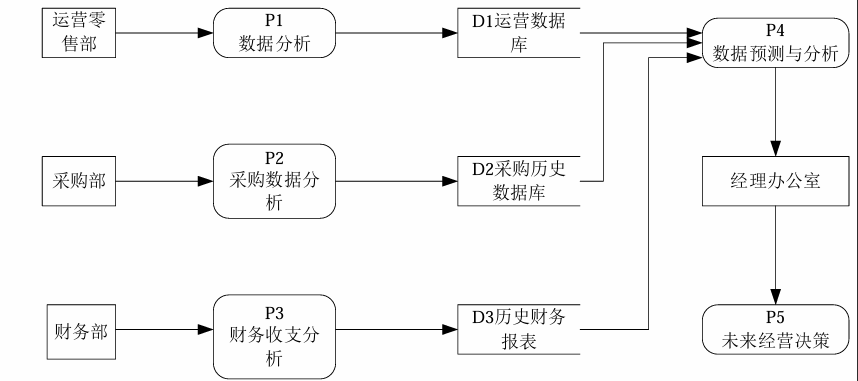 运营零
售部
P1
数据分析
D1运营数据
库
P4
数据预测与分析
采购部
P2
采购数据分
析
D2采购历史
数据库
经理办公室
财务部
P3
财务收支分
析
D3历史财务
报表
P5
未来经营决策